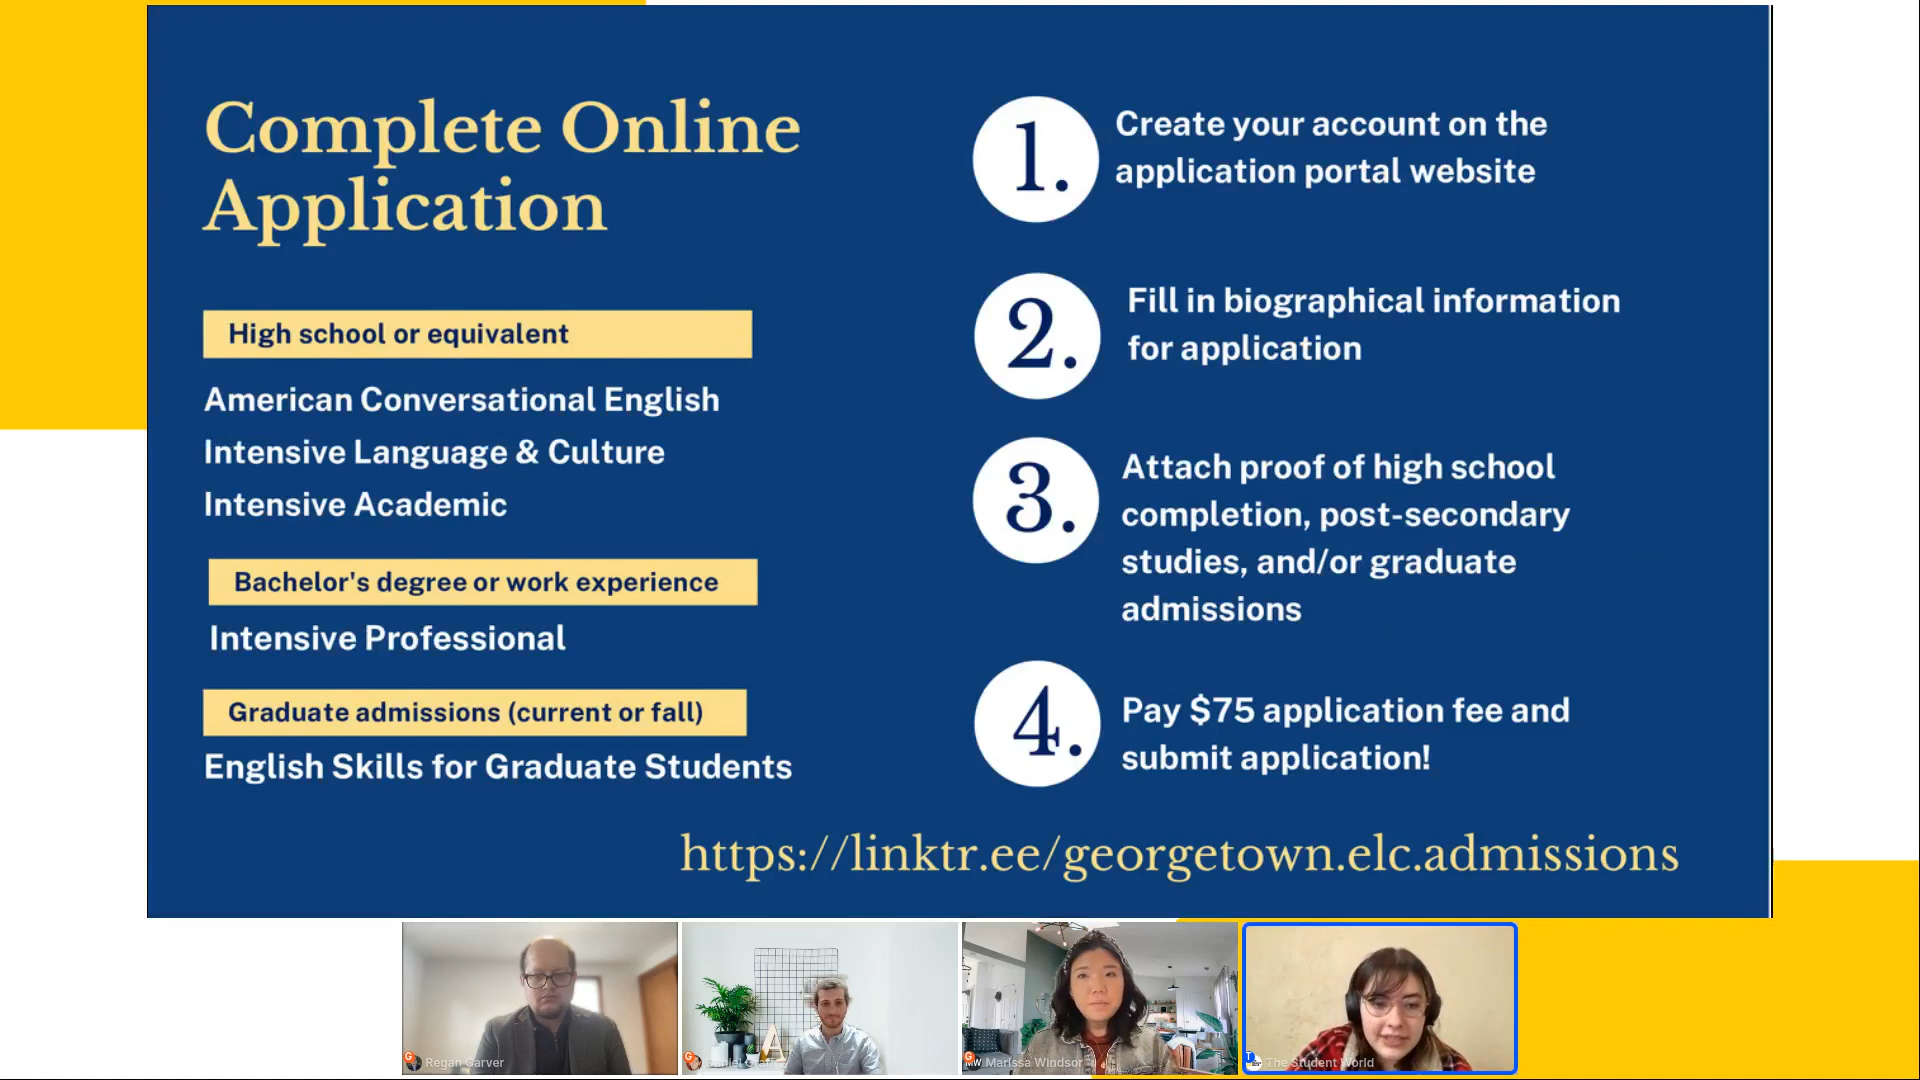 Complete Online
Application
High school or equivalent
American Conversational English
Intensive Language & Culture
Intensive Academic
Bachelor's degree or work experience
Intensive Professional
Graduate admissions (current or fall)
English Skills for Graduate Students
1.
Create your account on the
application portal website
2.
Fill in biographical information
for application
3.
Attach proof of high school
completion, post-secondary
studies, and/or graduate
admissions
4.
Pay $75 application fee and
submit application!
https://linktr.ee/georgetown.elc.admissions
Regan Carver
Marissa Windsor
The Student World